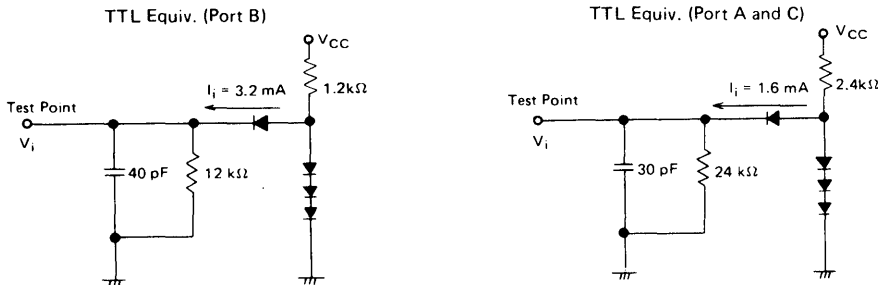 TTL Equiv. (Port B)
VCC
1.2kΩ
Ii = 3.2 mA
Test Point
Vi
40 pF
12 kΩ
TTL Equiv. (Port A and C)
VCC
2.4kΩ
Ii = 1.6 mA
Test Point
Vi
30 pF
24 kΩ